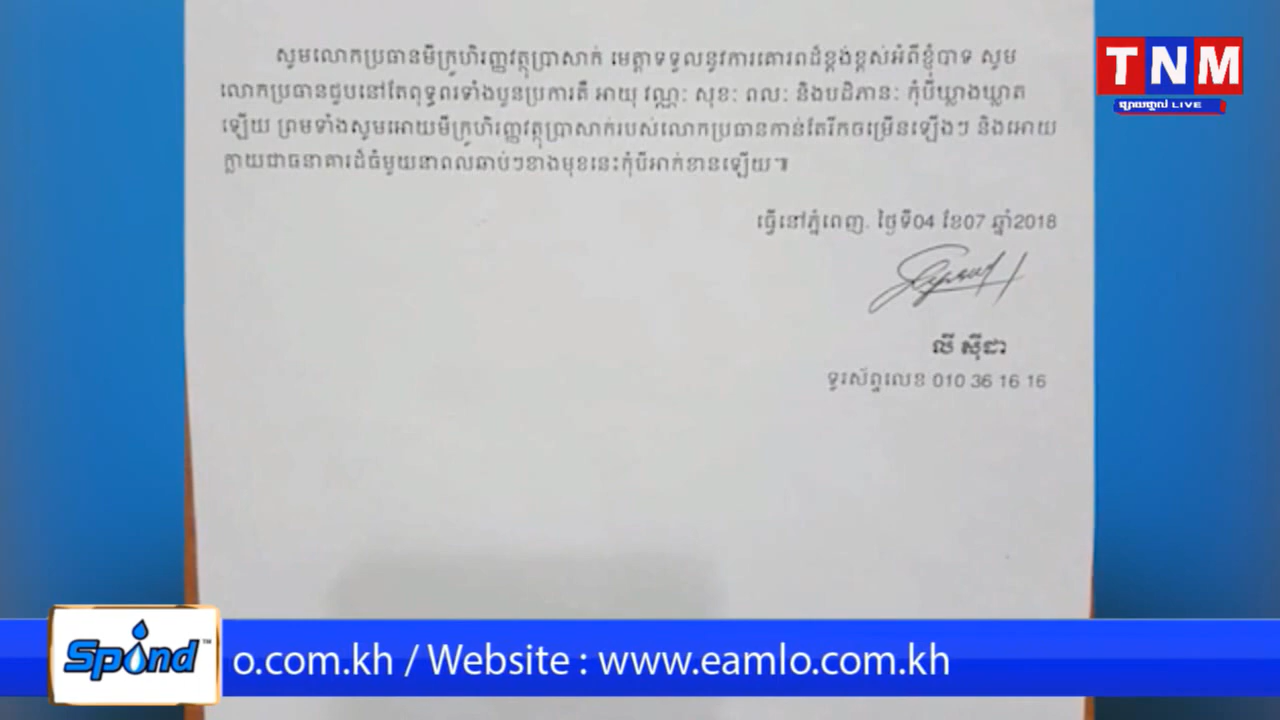 សូមលោកប្រធានមីក្រូហិរញ្ញវត្ថុប្រាសាក់ មេត្តាទទួលនូវការគោរពដ៏ខ្ពង់ខ្ពស់អំពីខ្ញុំបាទ សូម
លោកប្រធានជួបនៅតែពុទ្ធពរទាំងបួនប្រការគឺ អាយុ វណ្ណៈ សុខៈ ពលៈ និងបដិភានៈ កុំបីឃ្លាងឃ្លាត
ឡើយ ព្រមទាំងសូមអោយមីក្រូហិរញ្ញវត្ថុប្រាសាក់របស់លោកប្រធានកាន់តែរីកចម្រើនឡើងៗ និងអោយ
ក្លាយជាធនាគារដ៏ធំមួយនាពលឆាប់ៗខាងមុខនេះកុំបីអាក់ខានឡើយ៕
ធ្វើនៅភ្នំពេញ. ថ្ងៃទី04 ខែ07 ឆ្នាំ2018
លី ស៊ីដា
ទូរស័ព្ទលេខ 010 36 16 16
TNM
ផ្សាយផ្ទាល់ LIVE
Spind™
o.com.kh / Website : www.eamlo.com.kh